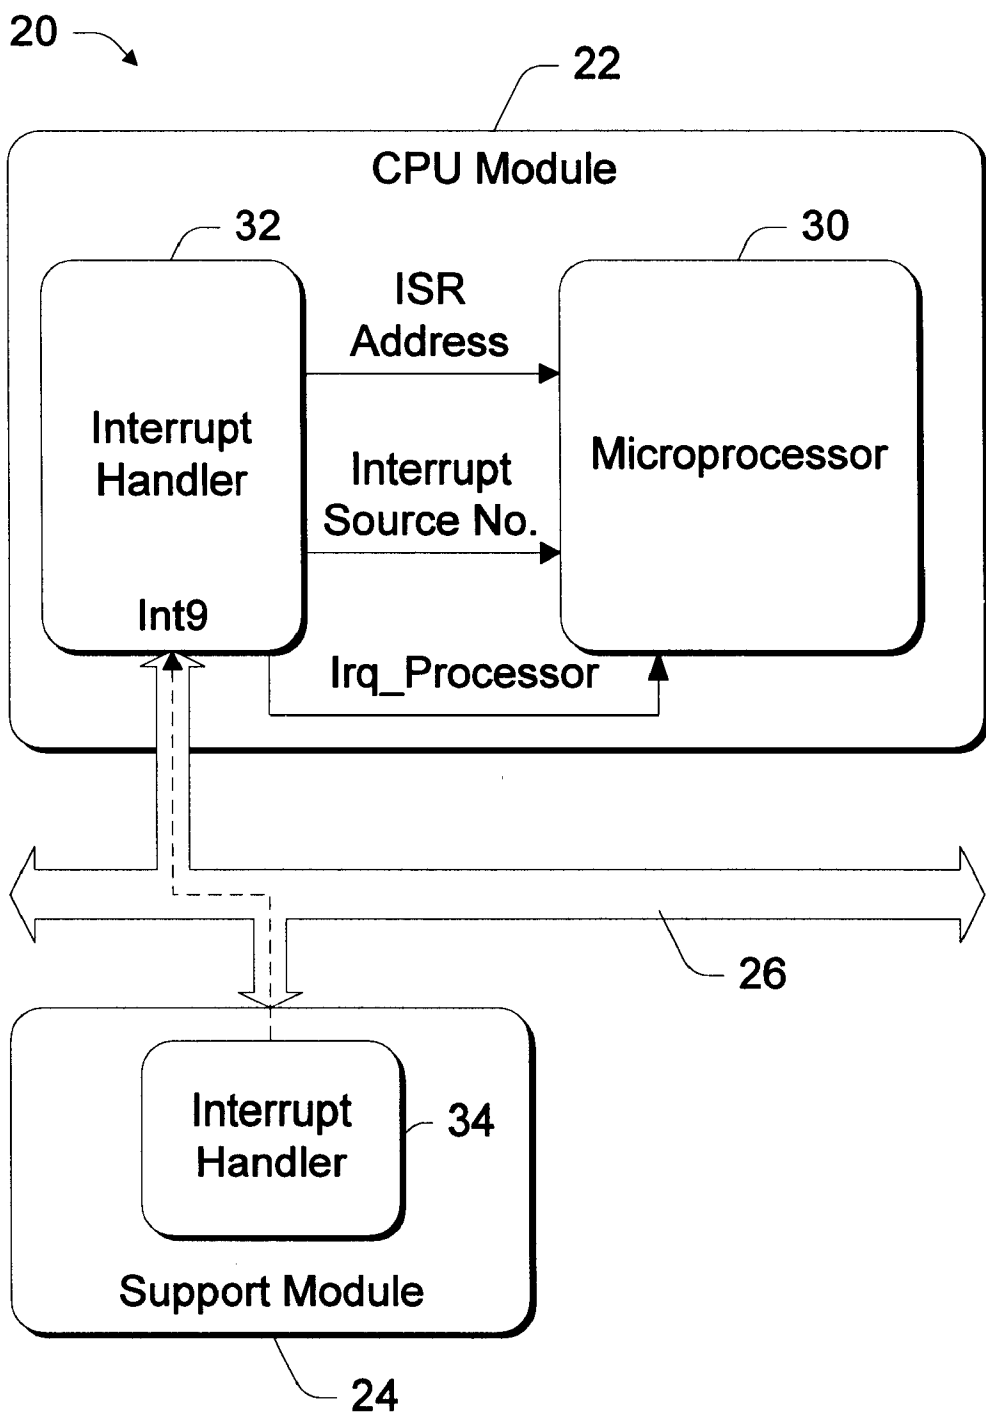 20
22
CPU Module
32
30
ISR
Address
Interrupt
Handler
Microprocessor
Interrupt
Source No.
Int9
Irq_Processor
26
Interrupt
Handler
34
Support Module
24